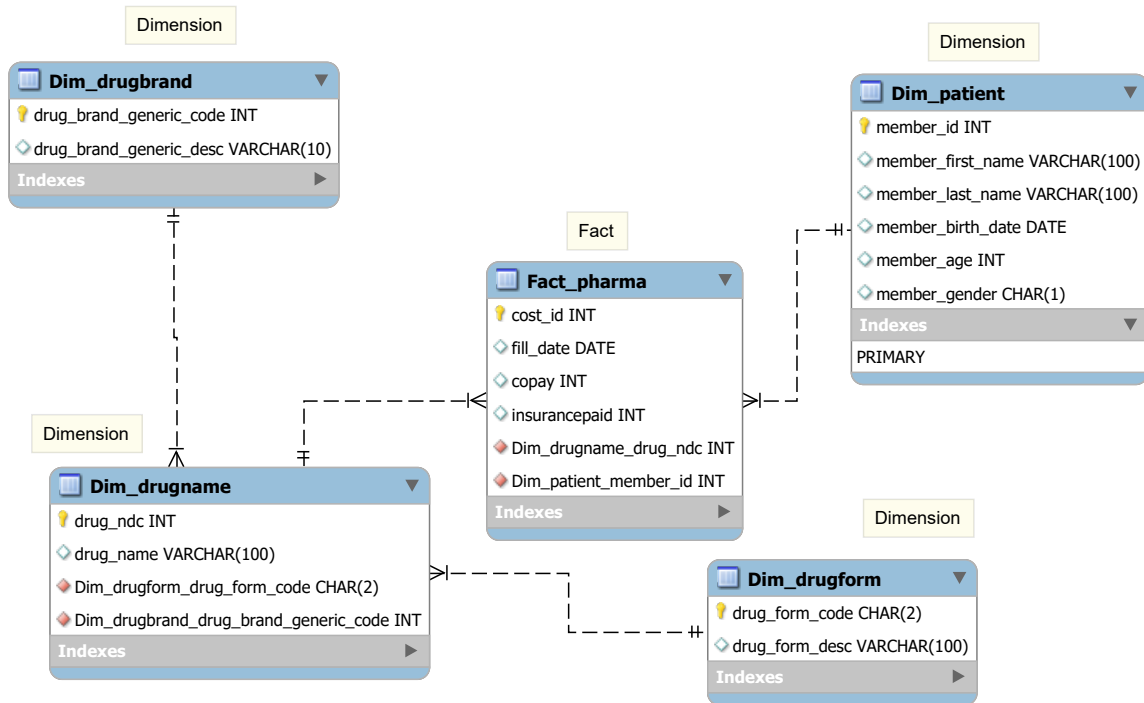 Dimension
Dim_drugbrand
drug_brand_generic_code INT
drug_brand_generic_desc VARCHAR(10)
Indexes
Dimension
Dim_patient
member_id INT
member_first_name VARCHAR(100)
member_last_name VARCHAR(100)
member_birth_date DATE
member_age INT
member_gender CHAR(1)
Indexes
PRIMARY
Fact
Fact_pharma
cost_id INT
fill_date DATE
copay INT
insurancepaid INT
Dim_drugname_drug_ndc INT
Dim_patient_member_id INT
Indexes
Dimension
Dim_drugname
drug_ndc INT
drug_name VARCHAR(100)
Dim_drugform_drug_form_code CHAR(2)
Dim_drugbrand_drug_brand_generic_code INT
Indexes
Dimension
Dim_drugform
drug_form_code CHAR(2)
drug_form_desc VARCHAR(100)
Indexes